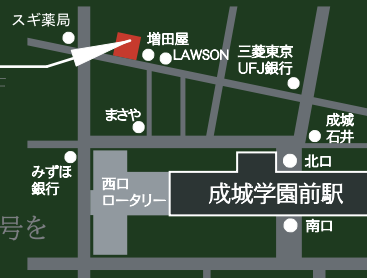 スギ薬局
増田屋
LAWSON
三菱東京
UFJ銀行
まさや
成城
石井
みずほ
銀行
西口
ロータリー
北口
成城学園前駅
南口
号を